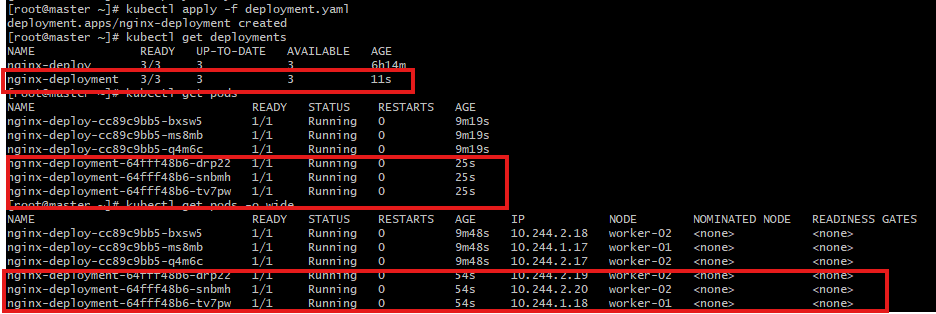 [root@master ~]# kubectl apply -f deployment.yaml
deployment.apps/nginx-deployment created
[root@master ~]# kubectl get deployments
NAME READY UP-TO-DATE AVAILABLE AGE
nginx-deploy 3/3 3 3 6h14m
nginx-deployment 3/3 3 3 11s
[root@master ~]# kubectl get pods
NAME READY STATUS RESTARTS AGE
nginx-deploy-cc89c9bb5-bxsw5 1/1 Running 0 9m19s
nginx-deploy-cc89c9bb5-ms8mb 1/1 Running 0 9m19s
nginx-deploy-cc89c9bb5-q4m6c 1/1 Running 0 9m19s
nginx-deployment-64fff48b6-drp22 1/1 Running 0 25s
nginx-deployment-64fff48b6-snbmh 1/1 Running 0 25s
nginx-deployment-64fff48b6-tv7pw 1/1 Running 0 25s
[root@master ~]# kubectl get pods -o wide
NAME READY STATUS RESTARTS AGE IP NODE NOMINATED NODE READINESS GATES
nginx-deploy-cc89c9bb5-bxsw5 1/1 Running 0 9m48s 10.244.2.18 worker-02 <none> <none>
nginx-deploy-cc89c9bb5-ms8mb 1/1 Running 0 9m48s 10.244.1.17 worker-01 <none> <none>
nginx-deploy-cc89c9bb5-q4m6c 1/1 Running 0 9m48s 10.244.2.17 worker-02 <none> <none>
nginx-deployment-64fff48b6-drp22 1/1 Running 0 54s 10.244.2.19 worker-02 <none> <none>
nginx-deployment-64fff48b6-snbmh 1/1 Running 0 54s 10.244.2.20 worker-02 <none> <none>
nginx-deployment-64fff48b6-tv7pw 1/1 Running 0 54s 10.244.1.18 worker-01 <none> <none>